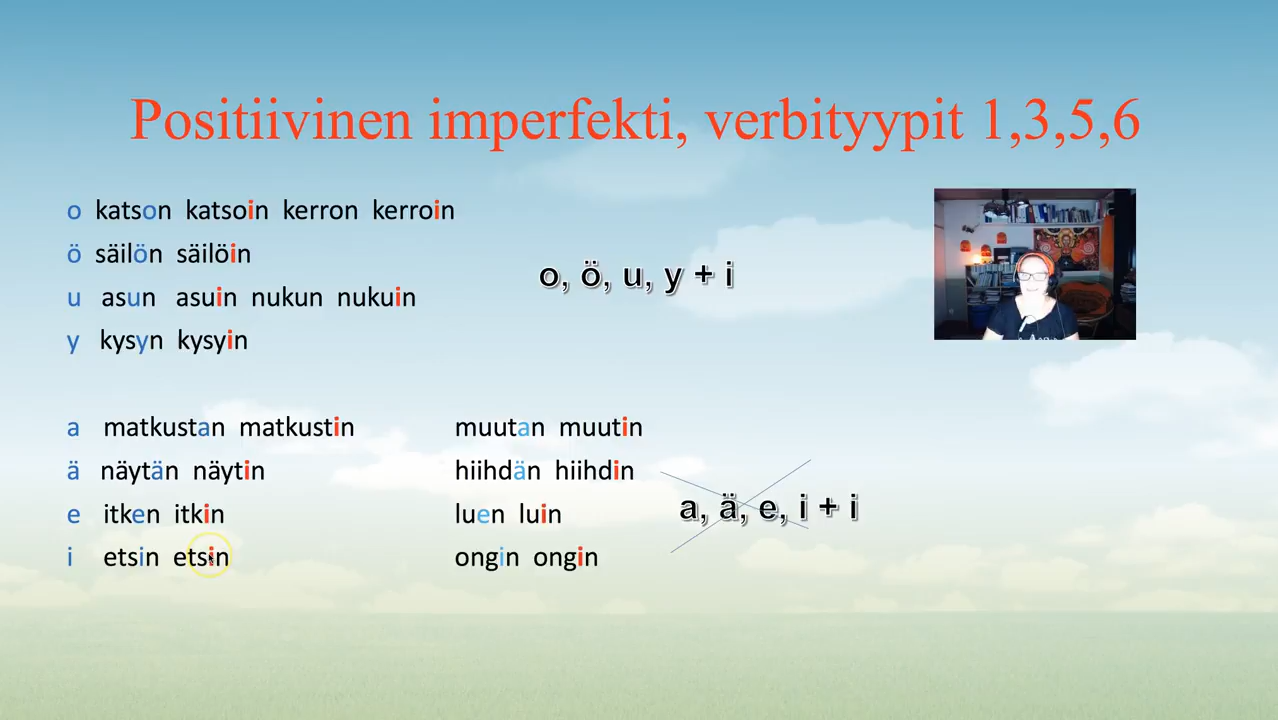 Positiivinen imperfekti, verbityypit 1,3,5,6
o katson katsoin kerron kerroin
ö säilön säilöin
u asun asuin nukun nukuin
y kysyn kysyin
o, ö, u, y + i
a matkustan matkustin muutan muutin
ä näytän näytin hiihdän hiihdin
e itken itkin luen luin
i etsin etsin ongin ongin
a, ä, e, i + i